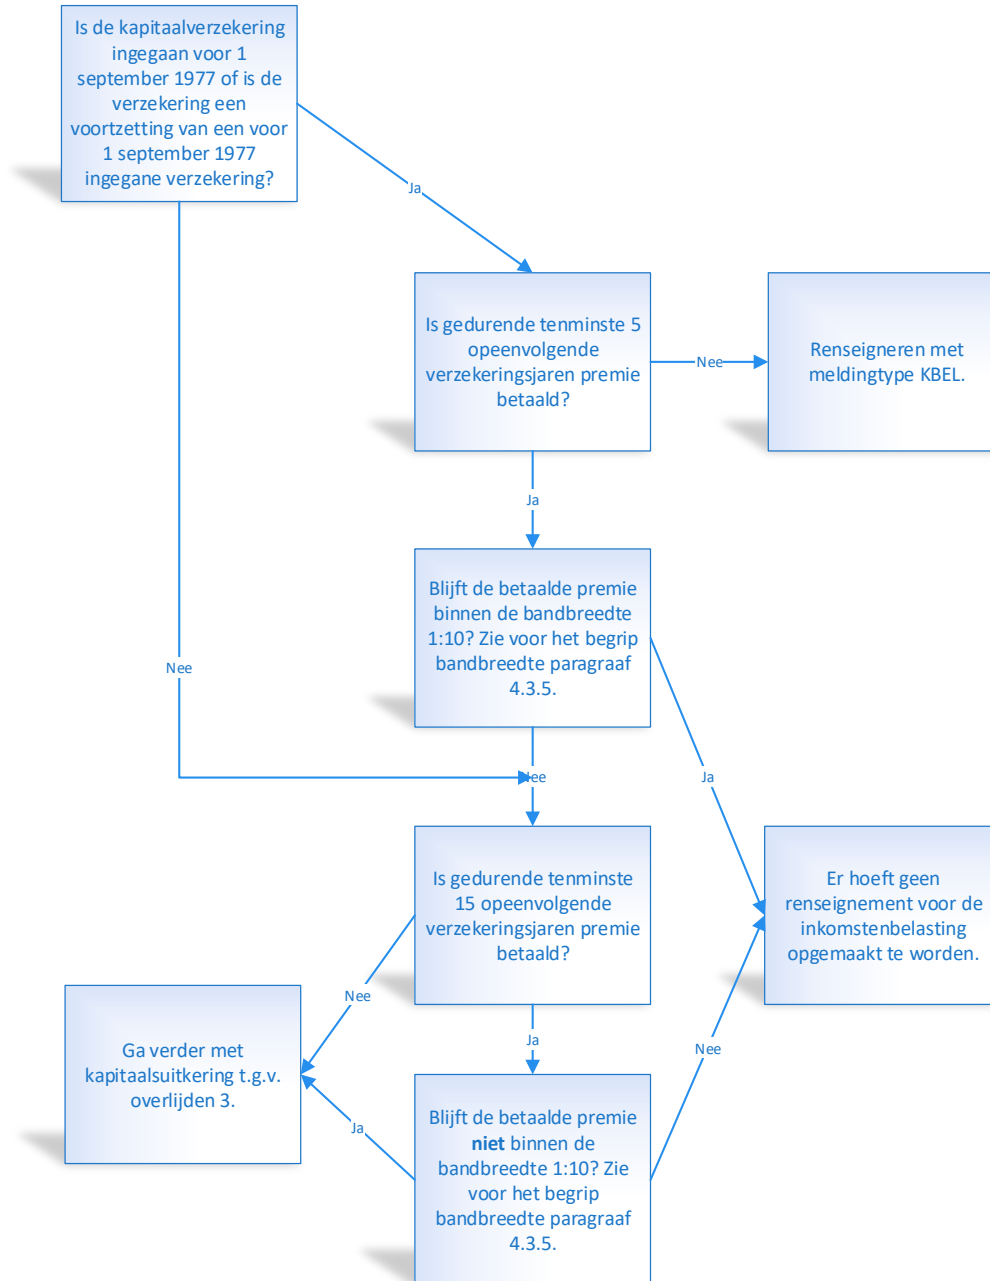 Is de kapitaalverzekering
ingegaan voor 1
september 1977 of is de
verzekering een
voortzetting van een voor
1 september 1977
ingegane verzekering?
Ja
Is gedurende tenminste 5
opeenvolgende
verzekeringsjaren premie
betaald?
Nee
Renseigneren met
meldingtype KBEL.
Ja
Blijft de betaalde premie
binnen de bandbreedte
1:10? Zie voor het begrip
bandbreedte paragraaf
4.3.5.
Nee
Nee
Ja
Is gedurende tenminste
15 opeenvolgende
verzekeringsjaren premie
betaald?
Er hoeft geen
renseignement voor de
inkomstenbelasting
opgemaakt te worden.
Nee
Ja
Nee
Ga verder met
kapitaalsuitkering t.g.v.
overlijden 3.
Ja
Blijft de betaalde premie
niet binnen de
bandbreedte 1:10? Zie
voor het begrip
bandbreedte paragraaf
4.3.5.